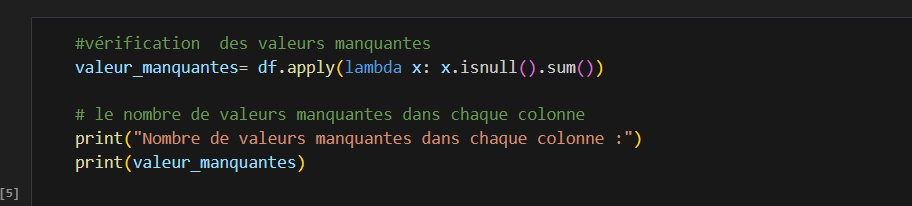 #vérification  des valeurs manquantes
valeur_manquantes= df.apply(lambda x: x.isnull().sum())
# le nombre de valeurs manquantes dans chaque colonne
print("Nombre de valeurs manquantes dans chaque colonne :")
print(valeur_manquantes)
[5]